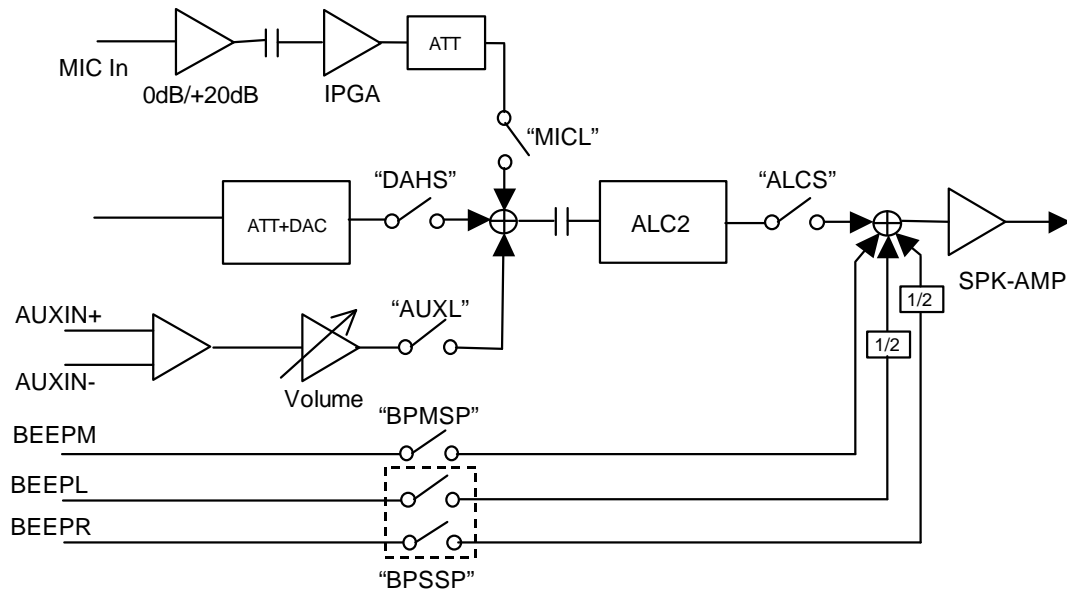 MIC In
0dB/+20dB
IPGA
ATT
“MICL”
“DAHS”
ATT+DAC
ALC2
“ALCS”
SPK-AMP
1/2
1/2
AUXIN+
AUXIN-
Volume
“AUXL”
“BPMSP”
BEEPM
BEEPL
BEEPR
“BPSSP”